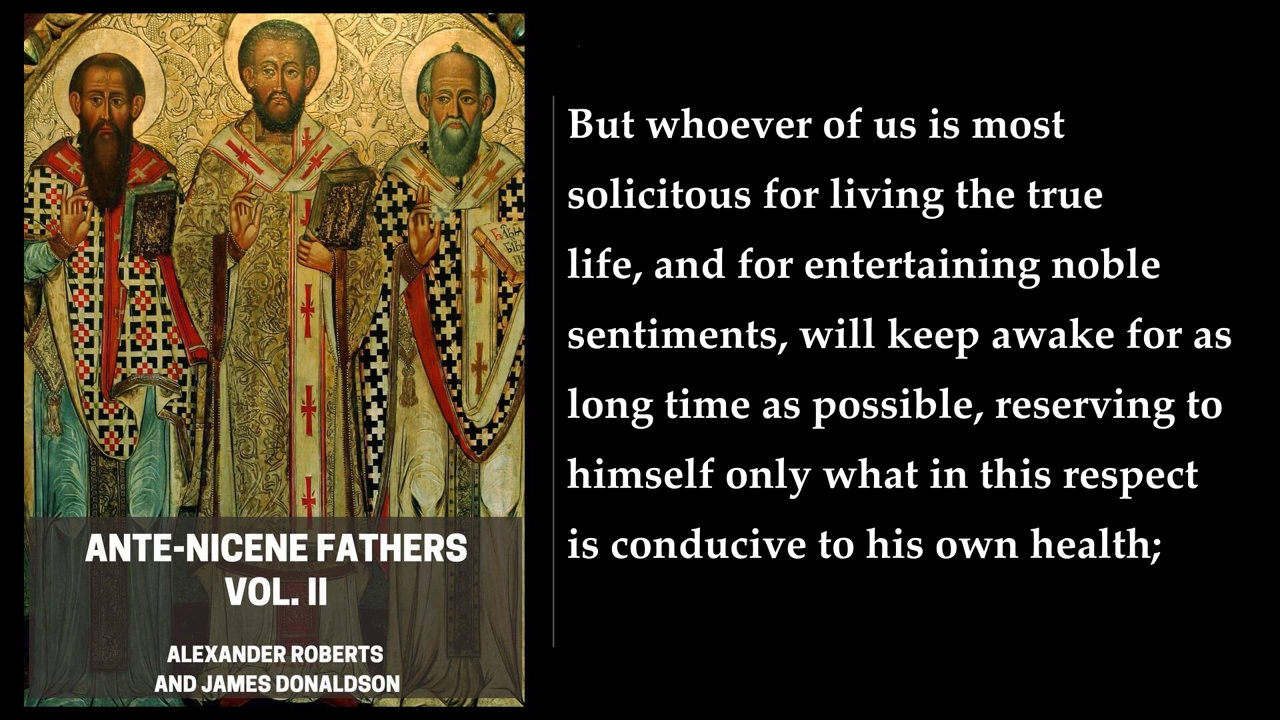 ANTE-NICENE FATHERS
VOL. II
ALEXANDER ROBERTS
AND JAMES DONALDSON
But whoever of us is most
solicitous for living the true
life, and for entertaining noble
sentiments, will keep awake for as
long time as possible, reserving to
himself only what in this respect
is conducive to his own health;